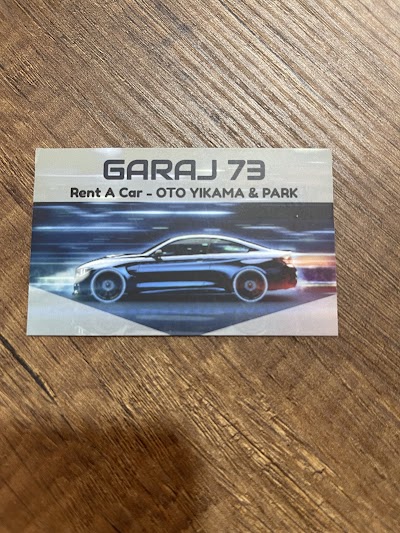 GARAJ 73
Rent A Car - OTO YIKAMA & PARK